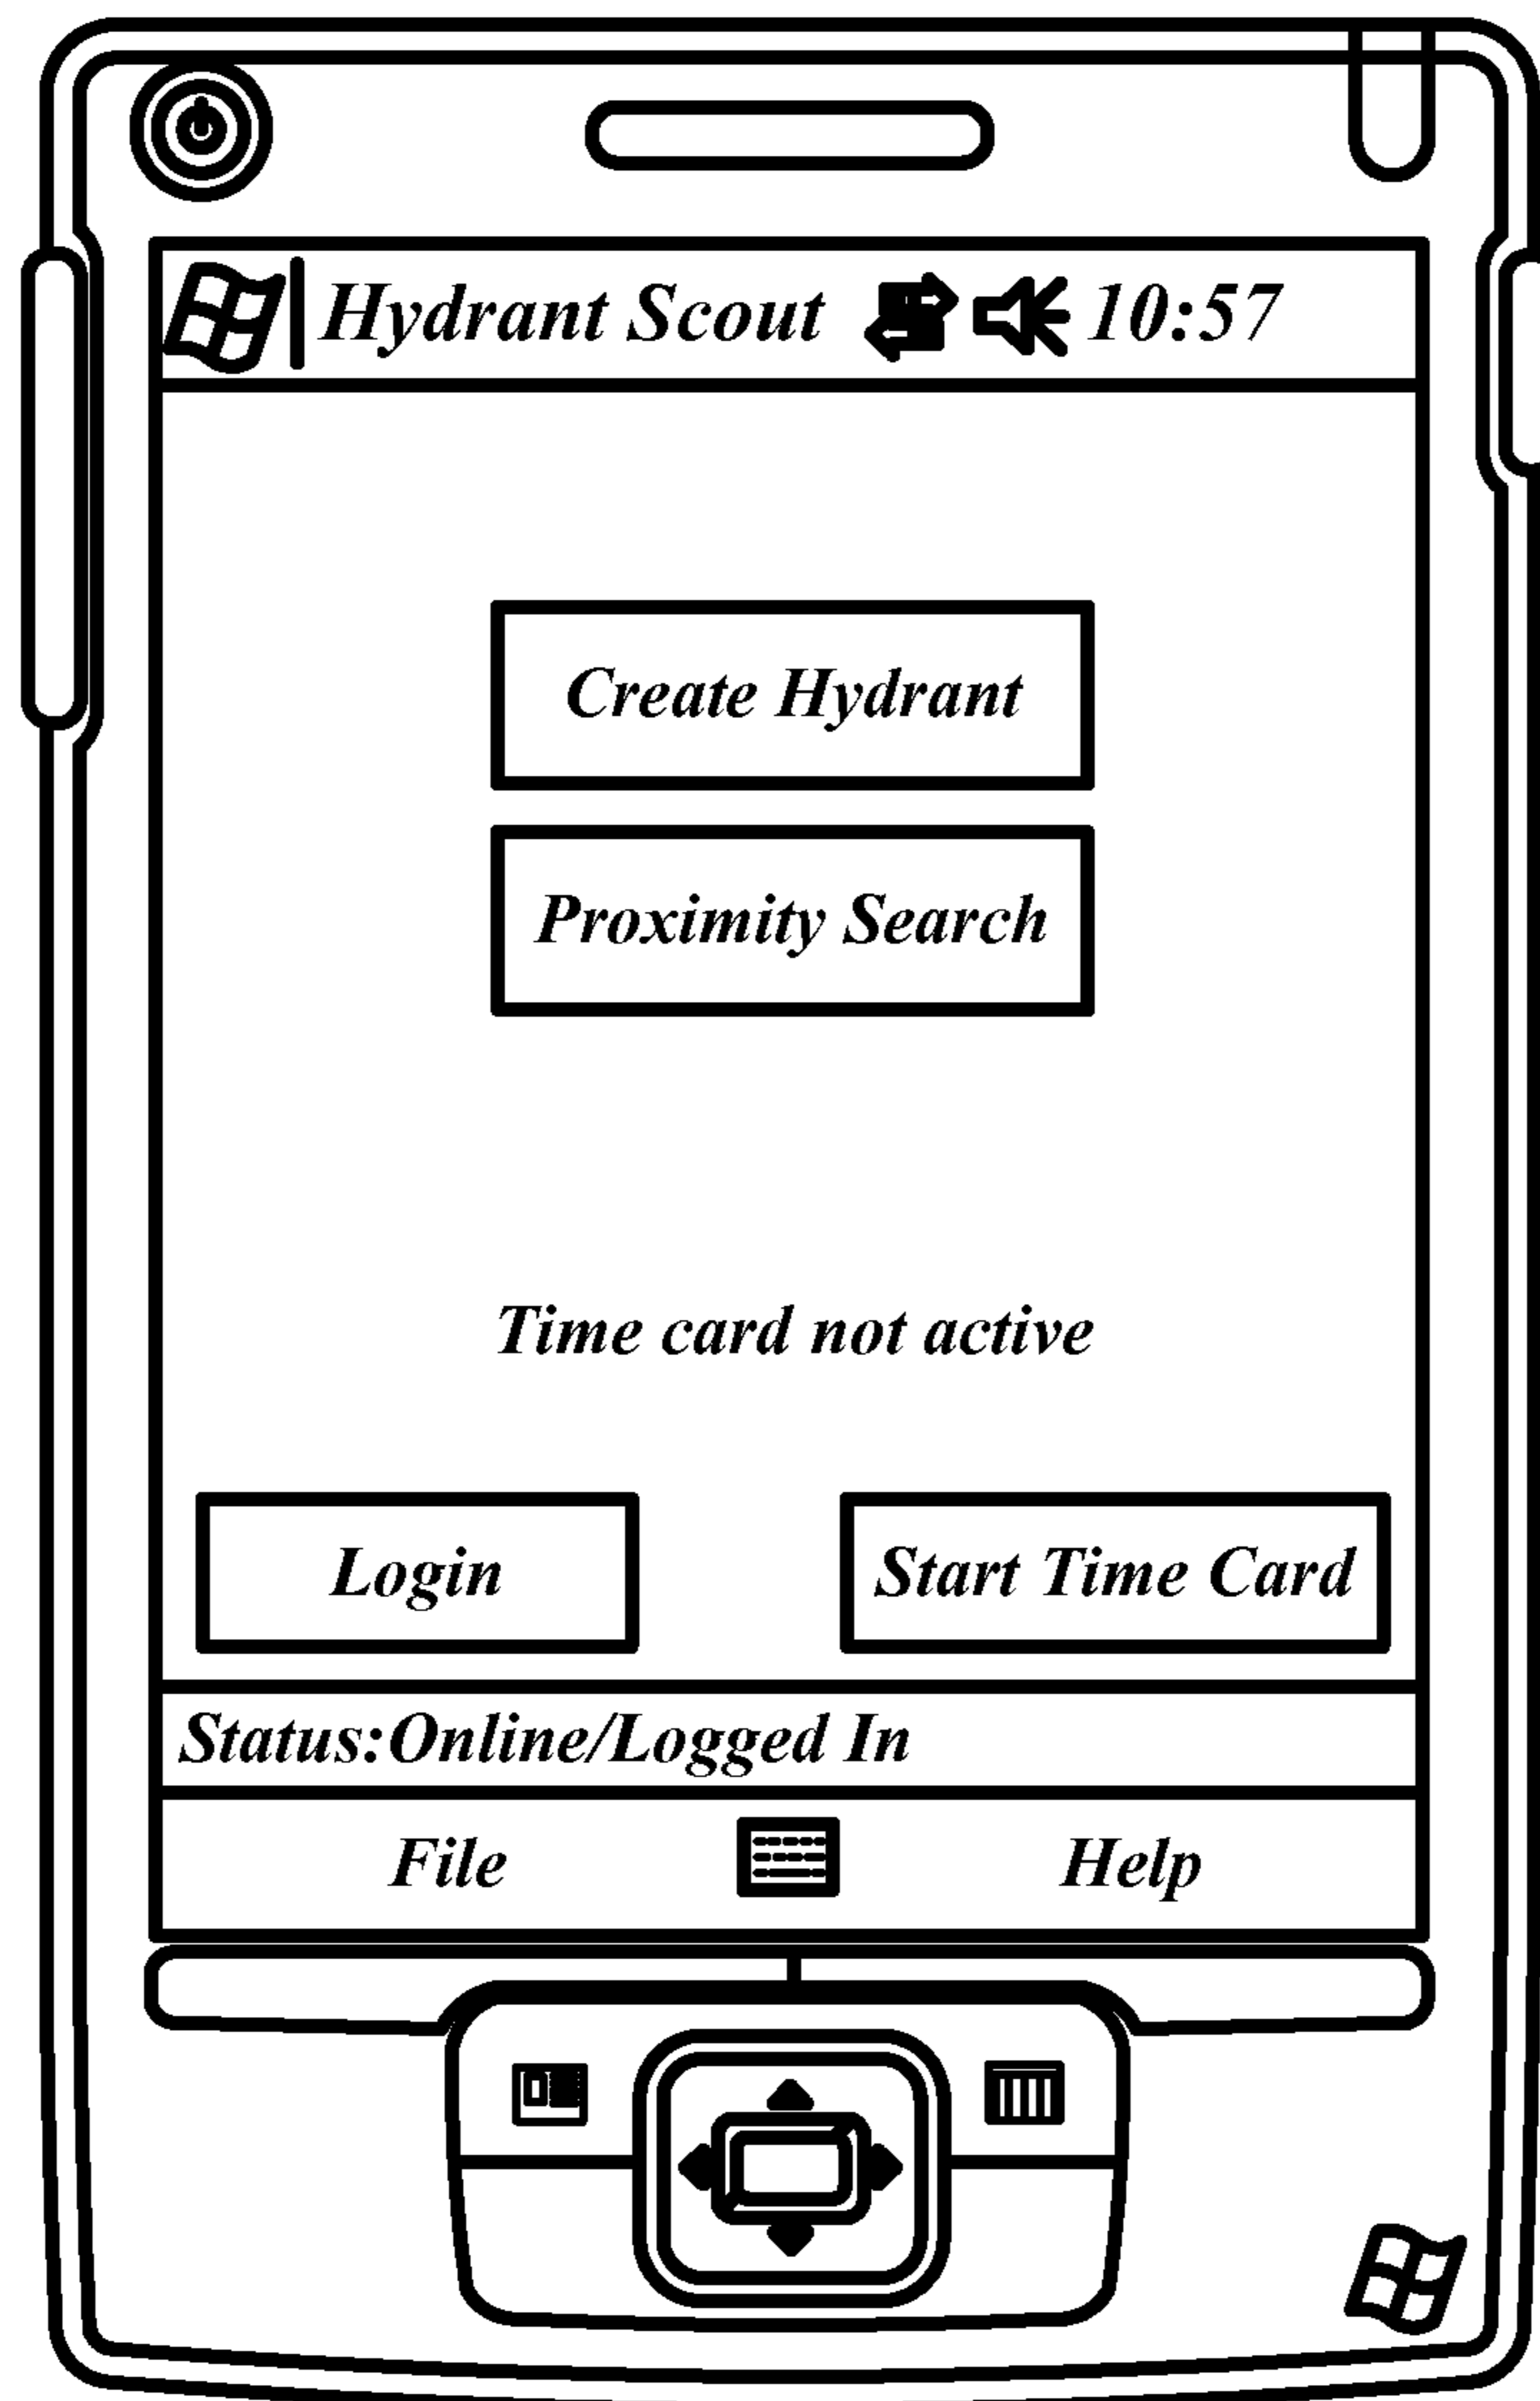 Hydrant Scout 10:57
Create Hydrant
Proximity Search
Time card not active
Login Start Time Card
Status:Online/Logged In
File Help